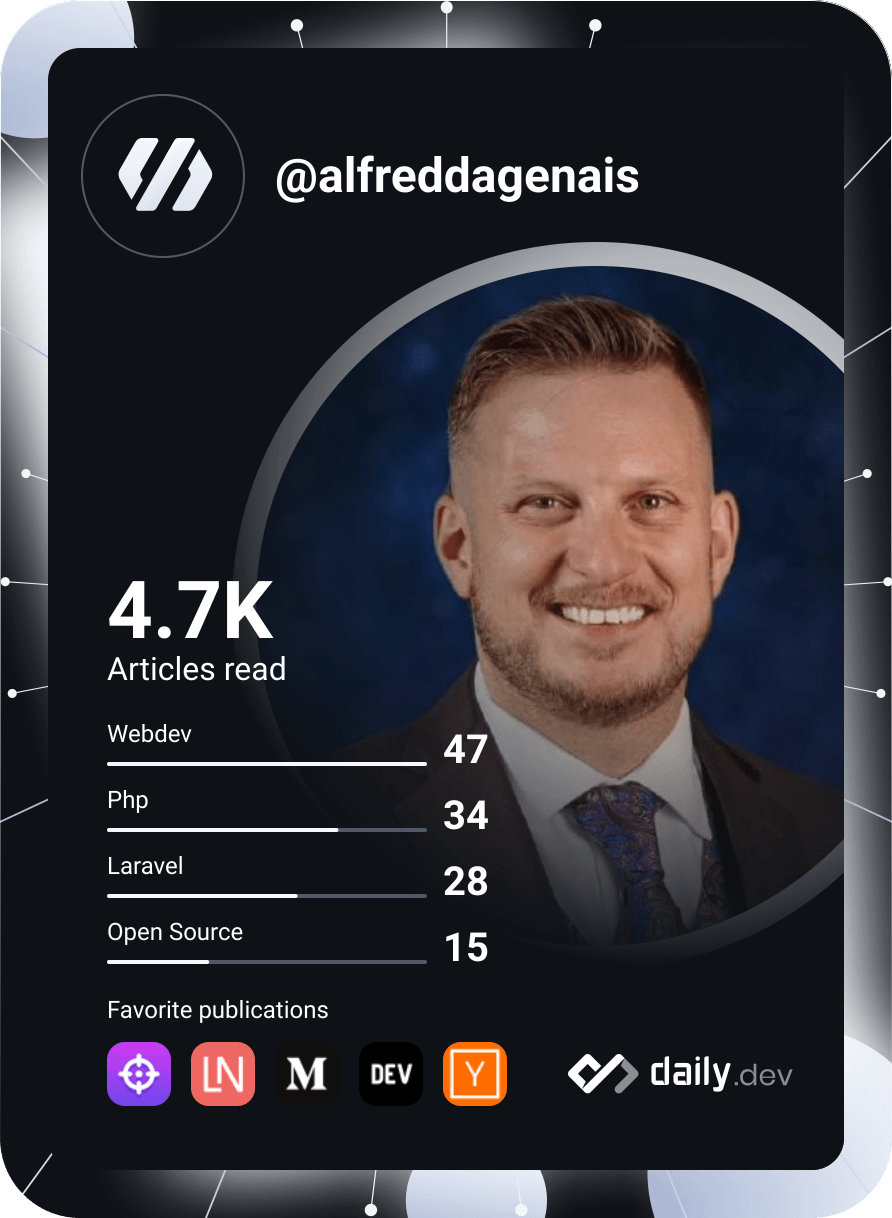 @alfreddagenais
4.7K
Articles read
Webdev
47
Php
34
Laravel
28
Open Source
15
Favorite publications
LN M DEV Y daily.dev